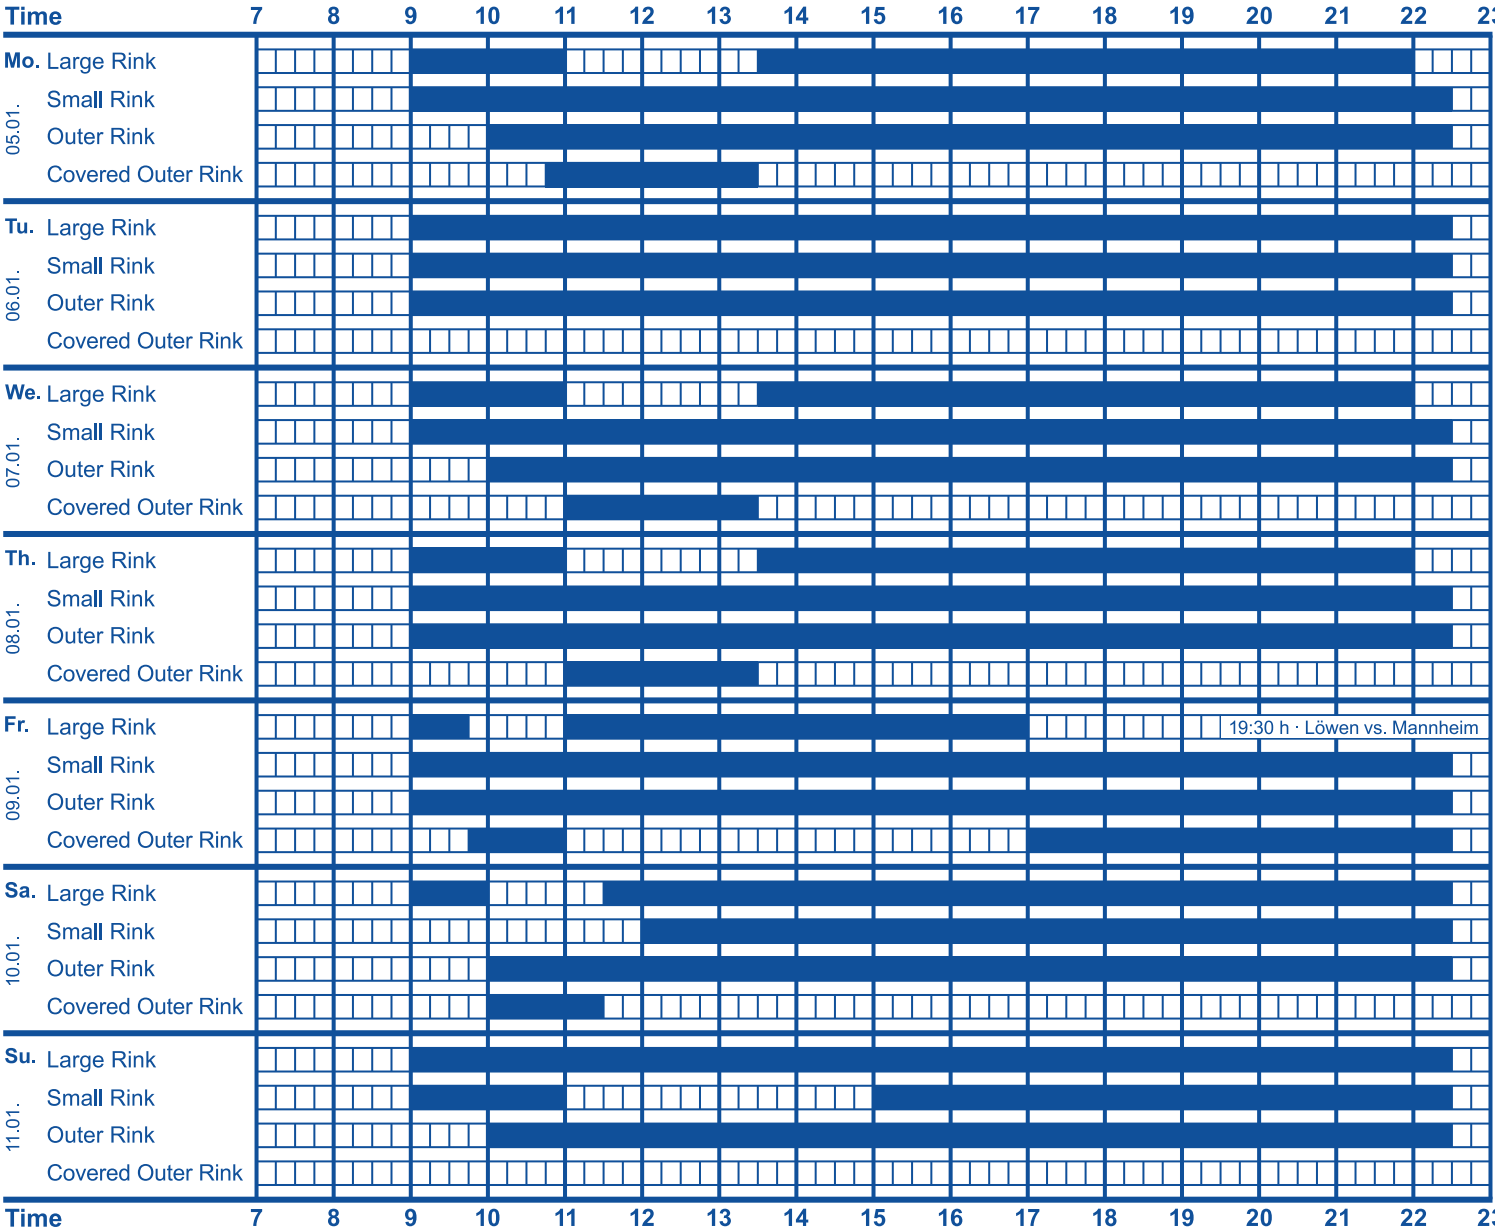 Time 7 8 9 10 11 12 13 14 15 16 17 18 19 20 21 22 23
Mo. Large Rink
Small Rink
05.01.
Outer Rink
Covered Outer Rink
Tu. Large Rink
Small Rink
06.01.
Outer Rink
Covered Outer Rink
We. Large Rink
Small Rink
07.01.
Outer Rink
Covered Outer Rink
Th. Large Rink
Small Rink
08.01.
Outer Rink
Covered Outer Rink
Fr. Large Rink 19:30 h · Löwen vs. Mannheim
Small Rink
09.01.
Outer Rink
Covered Outer Rink
Sa. Large Rink
Small Rink
10.01.
Outer Rink
Covered Outer Rink
Su. Large Rink
Small Rink
11.01.
Outer Rink
Covered Outer Rink
Time 7 8 9 10 11 12 13 14 15 16 17 18 19 20 21 22 23